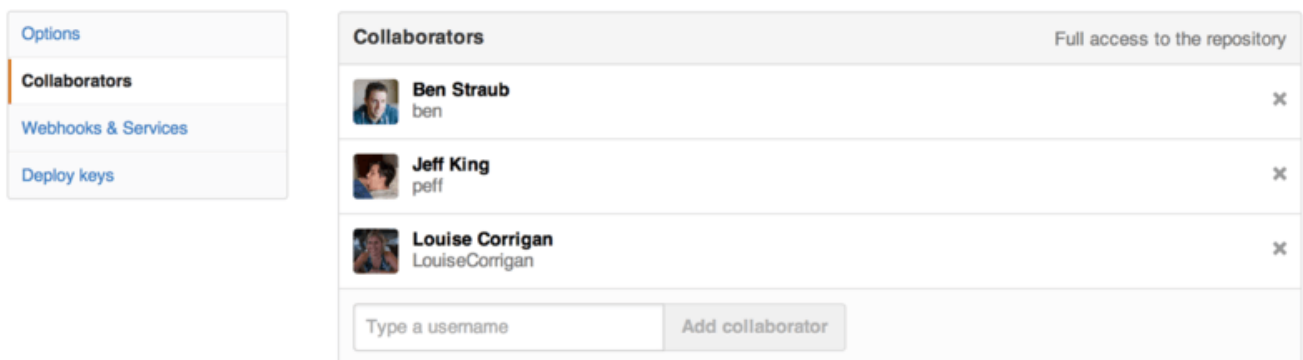 Options
Collaborators
Webhooks & Services
Deploy keys
Collaborators
Full access to the repository
Ben Straub
ben
Jeff King
peff
Louise Corrigan
LouiseCorrigan
Type a username
Add collaborator